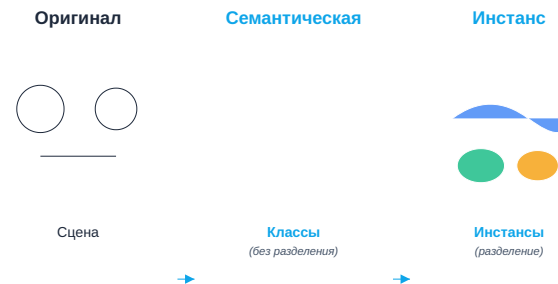 Оригинал
Семантическая
Инстанс
Сцена
Классы
(без разделения)
Инстансы
(разделение)